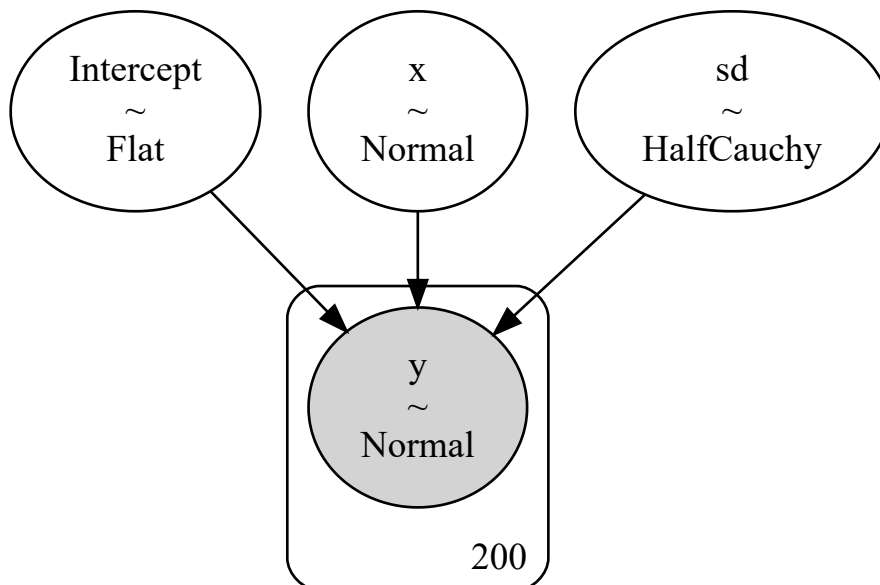 Intercept
~
Flat
x
~
Normal
sd
~
HalfCauchy
y
~
Normal
200